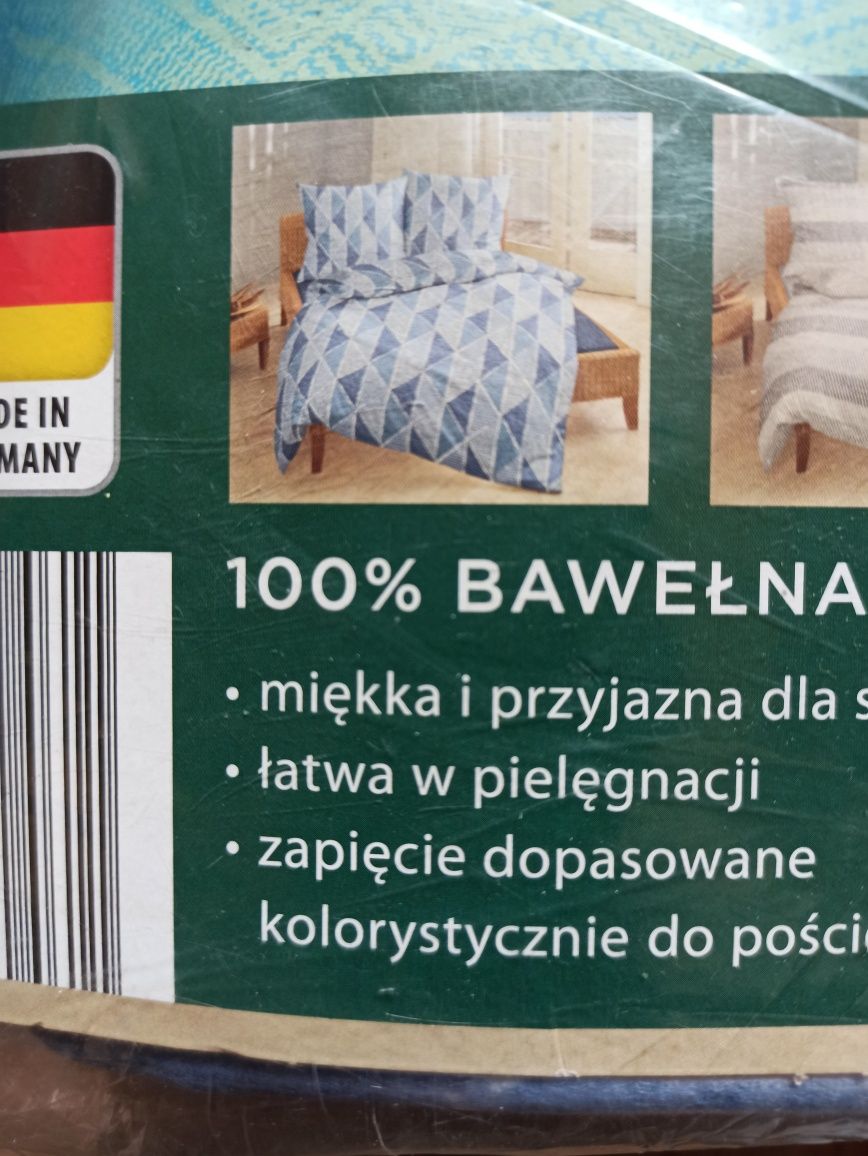 DE IN
MANY
100% BAWEŁNA
• miękka i przyjazna dla s
• łatwa w pielęgnacji
• zapięcie dopasowane
kolorystycznie do pości